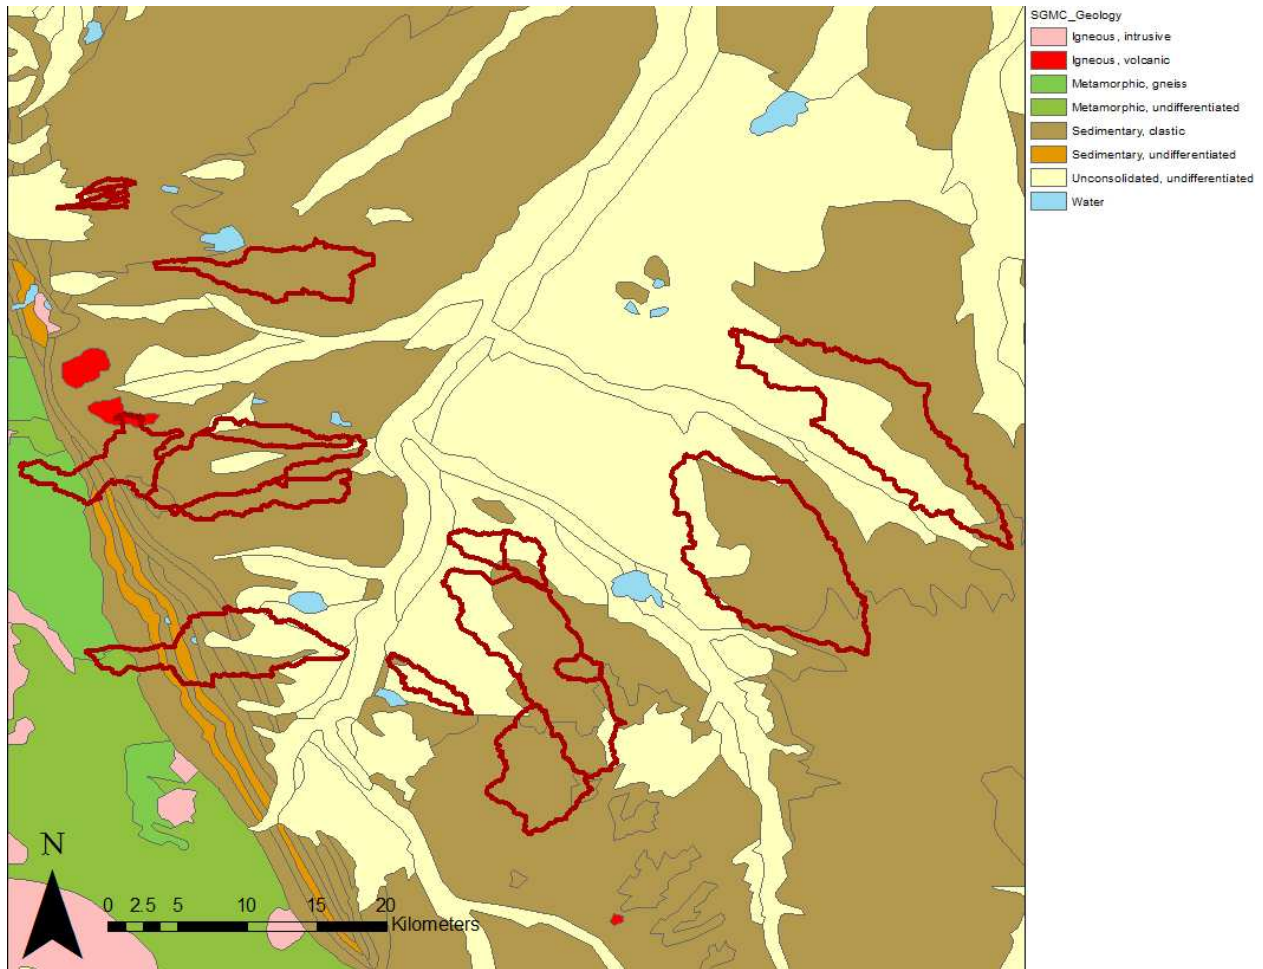 SGMC_Geology
Igneous, intrusive
Igneous, volcanic
Metamorphic, gneiss
Metamorphic, undifferentiated
Sedimentary, clastic
Sedimentary, undifferentiated
Unconsolidated, undifferentiated
Water
N
0 2.5 5 10 15 20
Kilometers